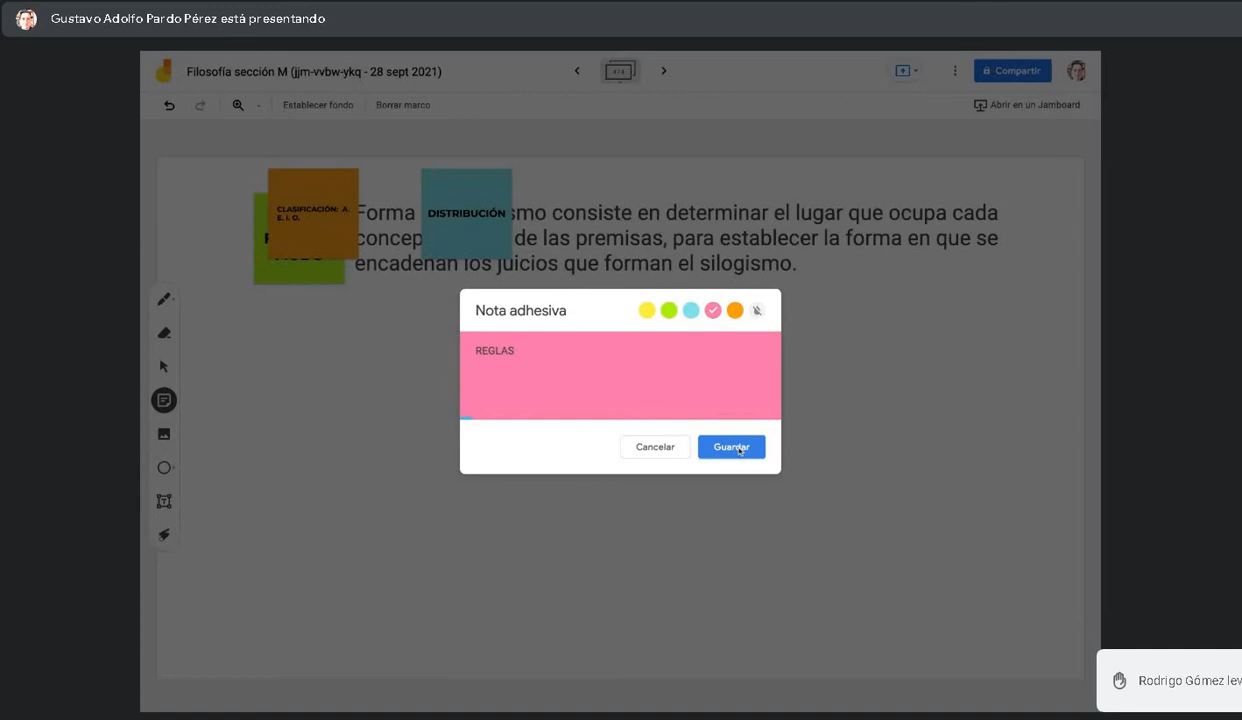 Gustavo Adolfo Pardo Pérez está presentando
Filosofía sección M (jjm-vvbw-ykq - 28 sept 2021)
4 / 4
Compartir
Establecer fondo
Borrar marco
Abrir en un Jamboard
CLASIFICACIÓN: A.
E. I. O.
DISTRIBUCIÓN
Forma smo consiste en determinar el lugar que ocupa cada
concep de las premisas, para establecer la forma en que se
encadenan los juicios que forman el silogismo.
Nota adhesiva
REGLAS
Cancelar
Guardar
Rodrigo Gómez lev